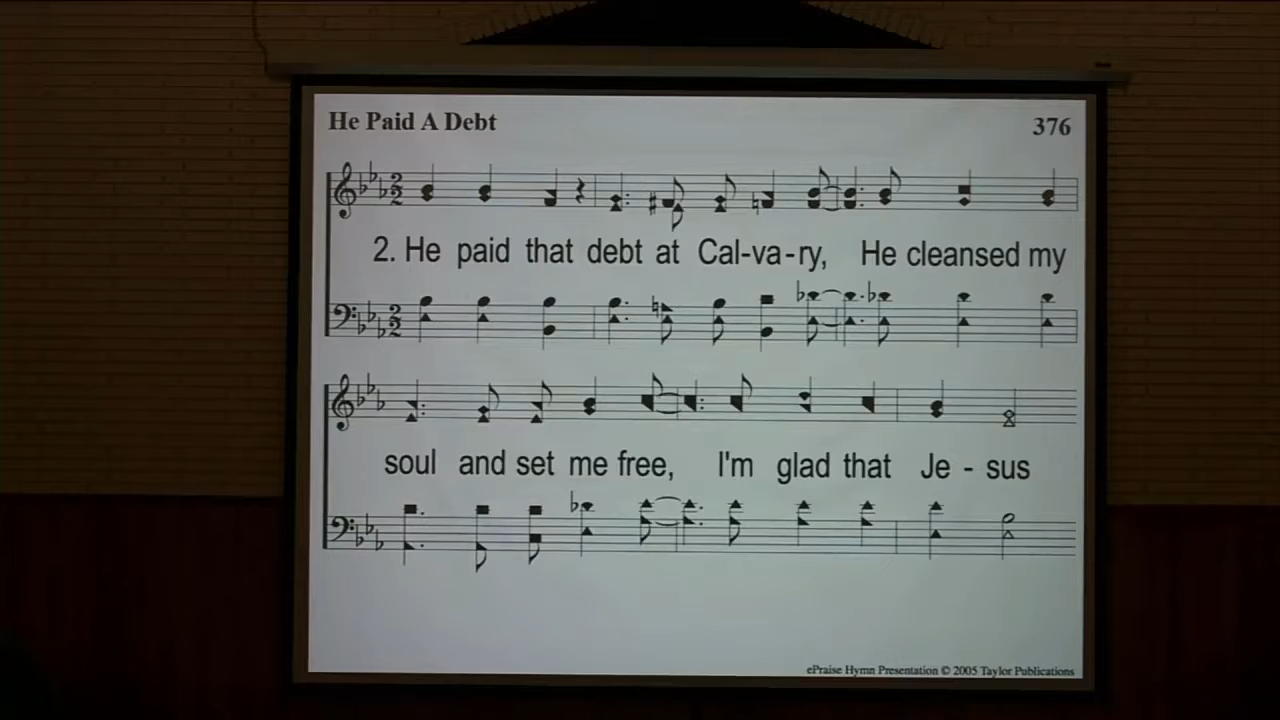 He Paid A Debt
376
2. He paid that debt at Cal-va-ry, He cleansed my
soul and set me free, I'm glad that Je - sus
ePraise Hymn Presentation © 2005 Taylor Publications